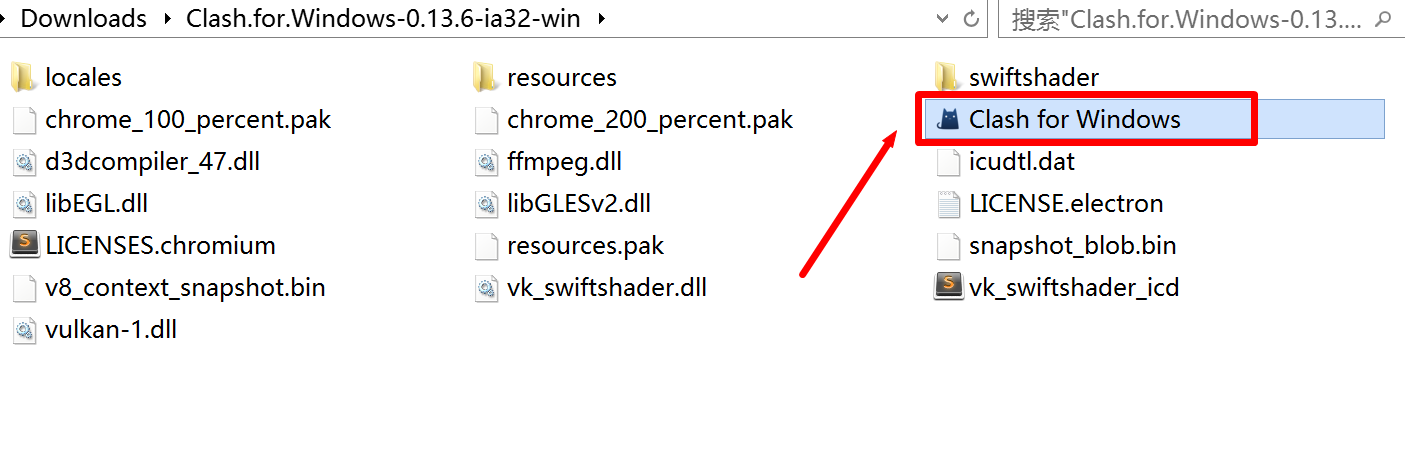 Downloads Clash.for.Windows-0.13.6-ia32-win 搜索"Clash.for.Windows-0.13....
locales resources swiftshader
chrome_100_percent.pak chrome_200_percent.pak Clash for Windows
d3dcompiler_47.dll ffmpeg.dll icudtl.dat
libEGL.dll libGLESv2.dll LICENSE.electron
LICENSES.chromium resources.pak snapshot_blob.bin
v8_context_snapshot.bin vk_swiftshader.dll vk_swiftshader_icd
vulkan-1.dll